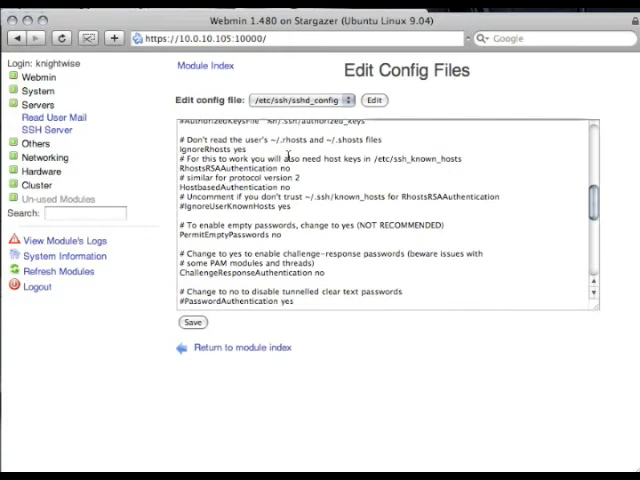 Webmin 1.480 on Stargazer (Ubuntu Linux 9.04)
https://10.0.10.105:10000/
Google
Login: knightwise
Webmin
System
Servers
Read User Mail
SSH Server
Others
Networking
Hardware
Cluster
Un-used Modules
Search:
View Module's Logs
System Information
Refresh Modules
Logout
Module Index
Edit Config Files
Edit config file: /etc/ssh/sshd_config Edit
#AuthorizedKeysFile %h/.ssh/authorized_keys
# Don't read the user's ~/.rhosts and ~/.shosts files
IgnoreRhosts yes
# For this to work you will also need host keys in /etc/ssh_known_hosts
RhostsRSAAuthentication no
# similar for protocol version 2
HostbasedAuthentication no
# Uncomment if you don't trust ~/.ssh/known_hosts for RhostsRSAAuthentication
#IgnoreUserKnownHosts yes
# To enable empty passwords, change to yes (NOT RECOMMENDED)
PermitEmptyPasswords no
# Change to yes to enable challenge-response passwords (beware issues with
# some PAM modules and threads)
ChallengeResponseAuthentication no
# Change to no to disable tunnelled clear text passwords
#PasswordAuthentication yes
Save
Return to module index